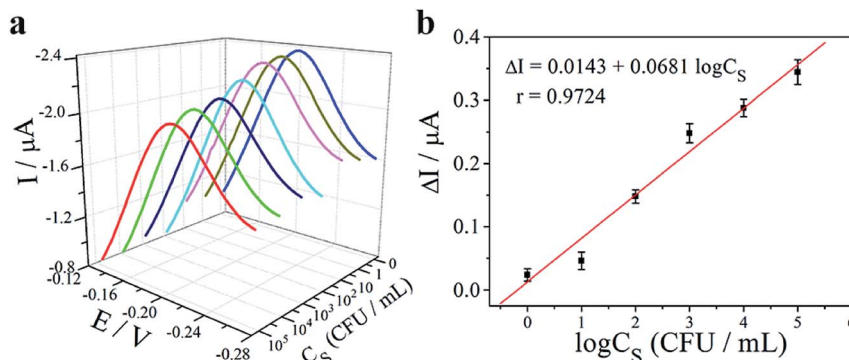 a
-2.4
-2.0
-1.6
-1.2
-0.8
I / μA
-0.12
-0.16
-0.20
-0.24
-0.28
E / V
10⁵
10⁴
10³
10²
10¹
1
0
C_S (CFU / mL)
b
ΔI = 0.0143 + 0.0681 logC_S
r = 0.9724
0.4
0.3
0.2
0.1
0.0
ΔI / μA
0 1 2 3 4 5 6
logC_S (CFU / mL)